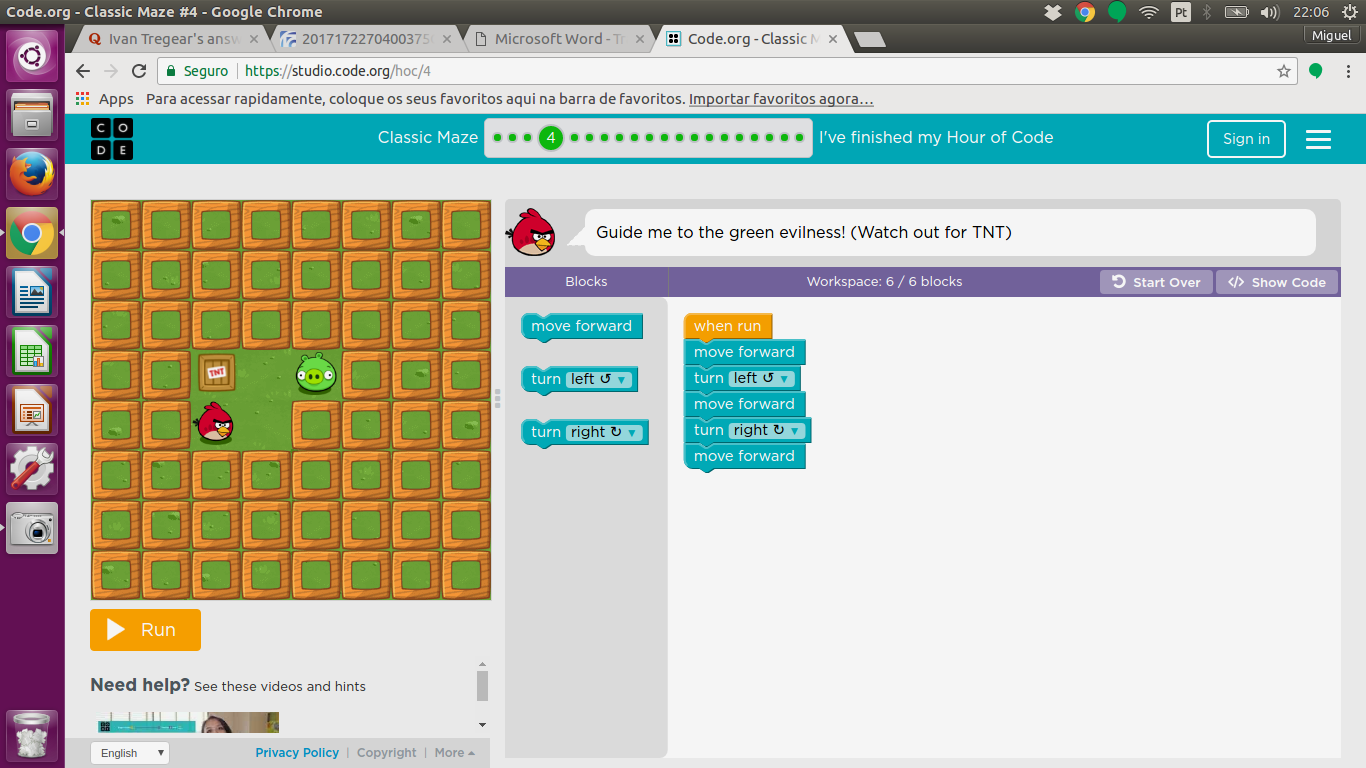 Code.org - Classic Maze #4 - Google Chrome
Pt
22:06
Ivan Tregear's answ
Microsoft Word - Tr
Code.org - Classic M
Miguel
Seguro
https://studio.code.org/hoc/4
Apps Para acessar rapidamente, coloque os seus favoritos aqui na barra de favoritos. Importar favoritos agora...
C O
D E
Classic Maze
4
I've finished my Hour of Code
Sign in
Guide me to the green evilness! (Watch out for TNT)
Blocks
Workspace: 6 / 6 blocks
Start Over
</> Show Code
move forward
turn left ↺ ▼
turn right ↻ ▼
when run
move forward
turn left ↺ ▼
move forward
turn right ↻ ▼
move forward
TNT
Run
Need help? See these videos and hints
English
Privacy Policy | Copyright | More